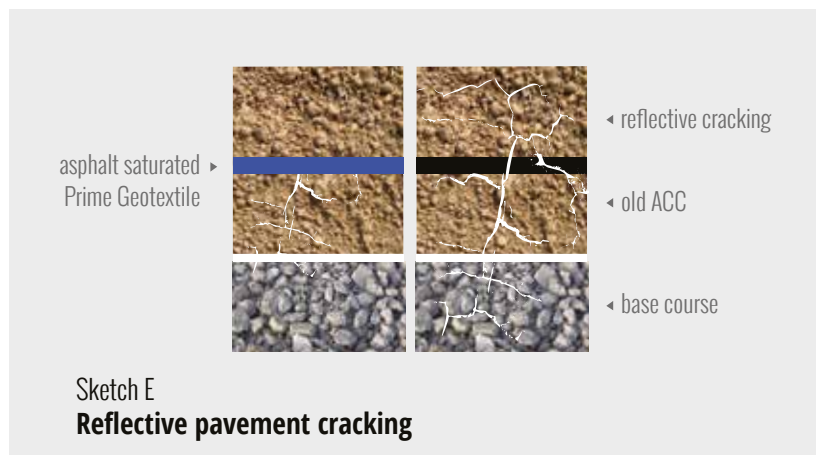 asphalt saturated
Prime Geotextile
reflective cracking
old ACC
base course
Sketch E
Reflective pavement cracking